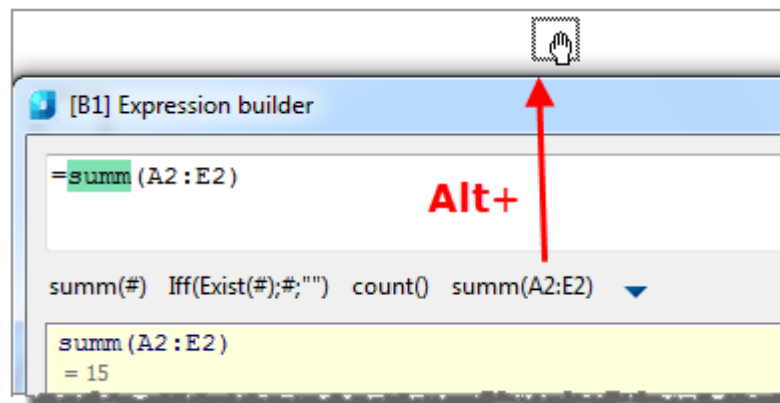 [B1] Expression builder
=summ(A2:E2)
Alt+
summ(#) Iff(Exist(#);#;"") count() summ(A2:E2)
summ(A2:E2)
= 15